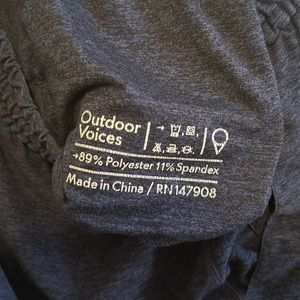 Outdoor
Voices
→89% Polyester 11% Spandex
Made in China / RN147908